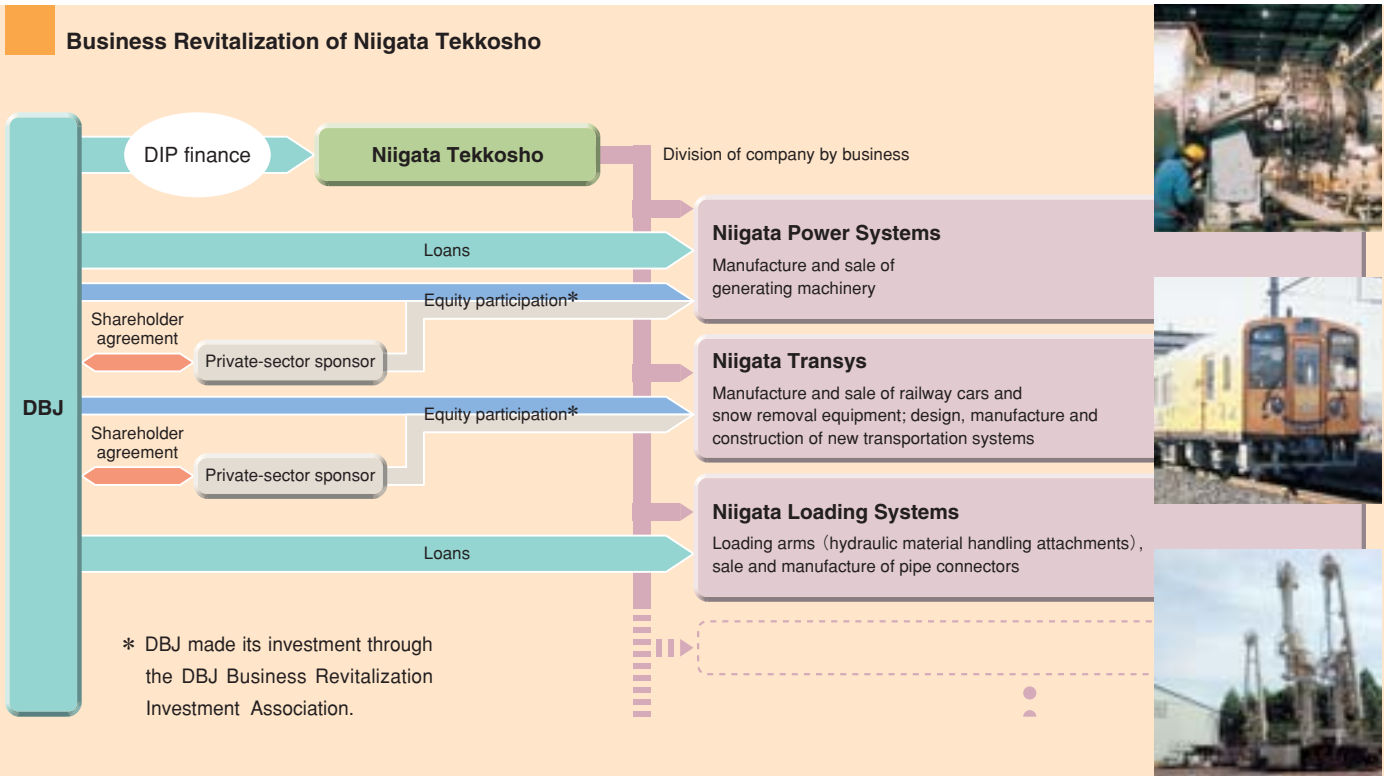 Business Revitalization of Niigata Tekkosho
DIP finance
Niigata Tekkosho
Division of company by business
Niigata Power Systems
Manufacture and sale of
generating machinery
Loans
Equity participation*
Shareholder
agreement
Private-sector sponsor
Niigata Transys
Manufacture and sale of railway cars and
snow removal equipment; design, manufacture and
construction of new transportation systems
DBJ
Equity participation*
Shareholder
agreement
Private-sector sponsor
Niigata Loading Systems
Loading arms (hydraulic material handling attachments),
sale and manufacture of pipe connectors
Loans
* DBJ made its investment through
the DBJ Business Revitalization
Investment Association.